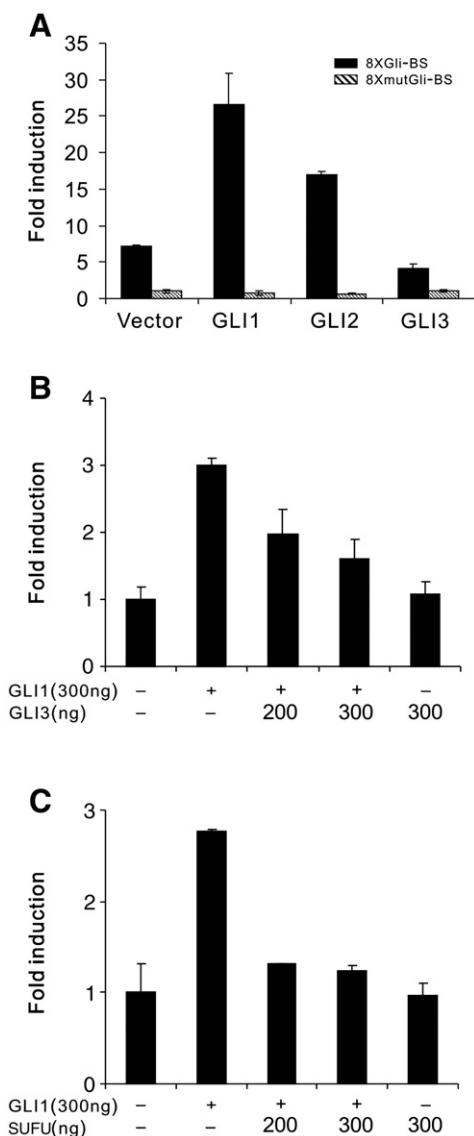 A
35
30
25
20
15
10
5
0
Fold induction
8XGli-BS
8XmutGli-BS
Vector GLI1 GLI2 GLI3
B
4
3
2
1
0
Fold induction
GLI1(300ng) – + + + –
GLI3(ng) – – 200 300 300
C
3
2
1
0
Fold induction
GLI1(300ng) – + + + –
SUFU(ng) – – 200 300 300